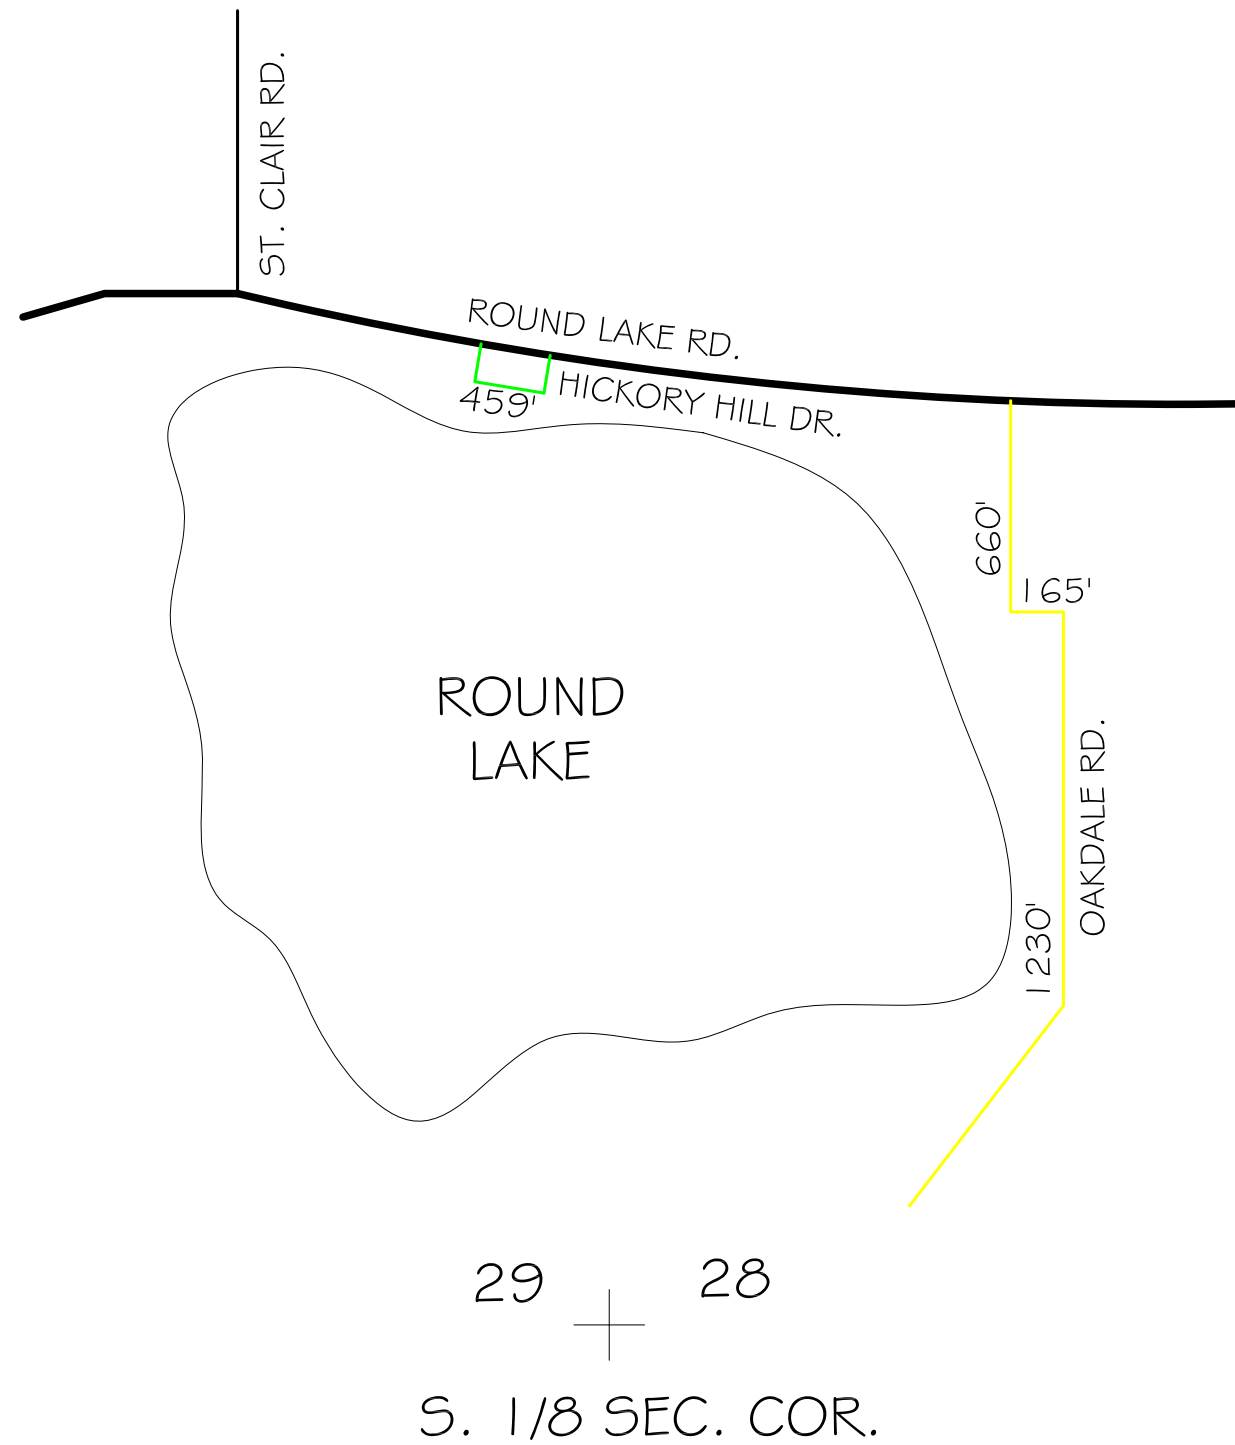 ST. CLAIR RD.
ROUND LAKE RD.
HICKORY HILL DR.
459'
660'
165'
ROUND
LAKE
OAKDALE RD.
1230'
29
28
S. 1/8 SEC. COR.